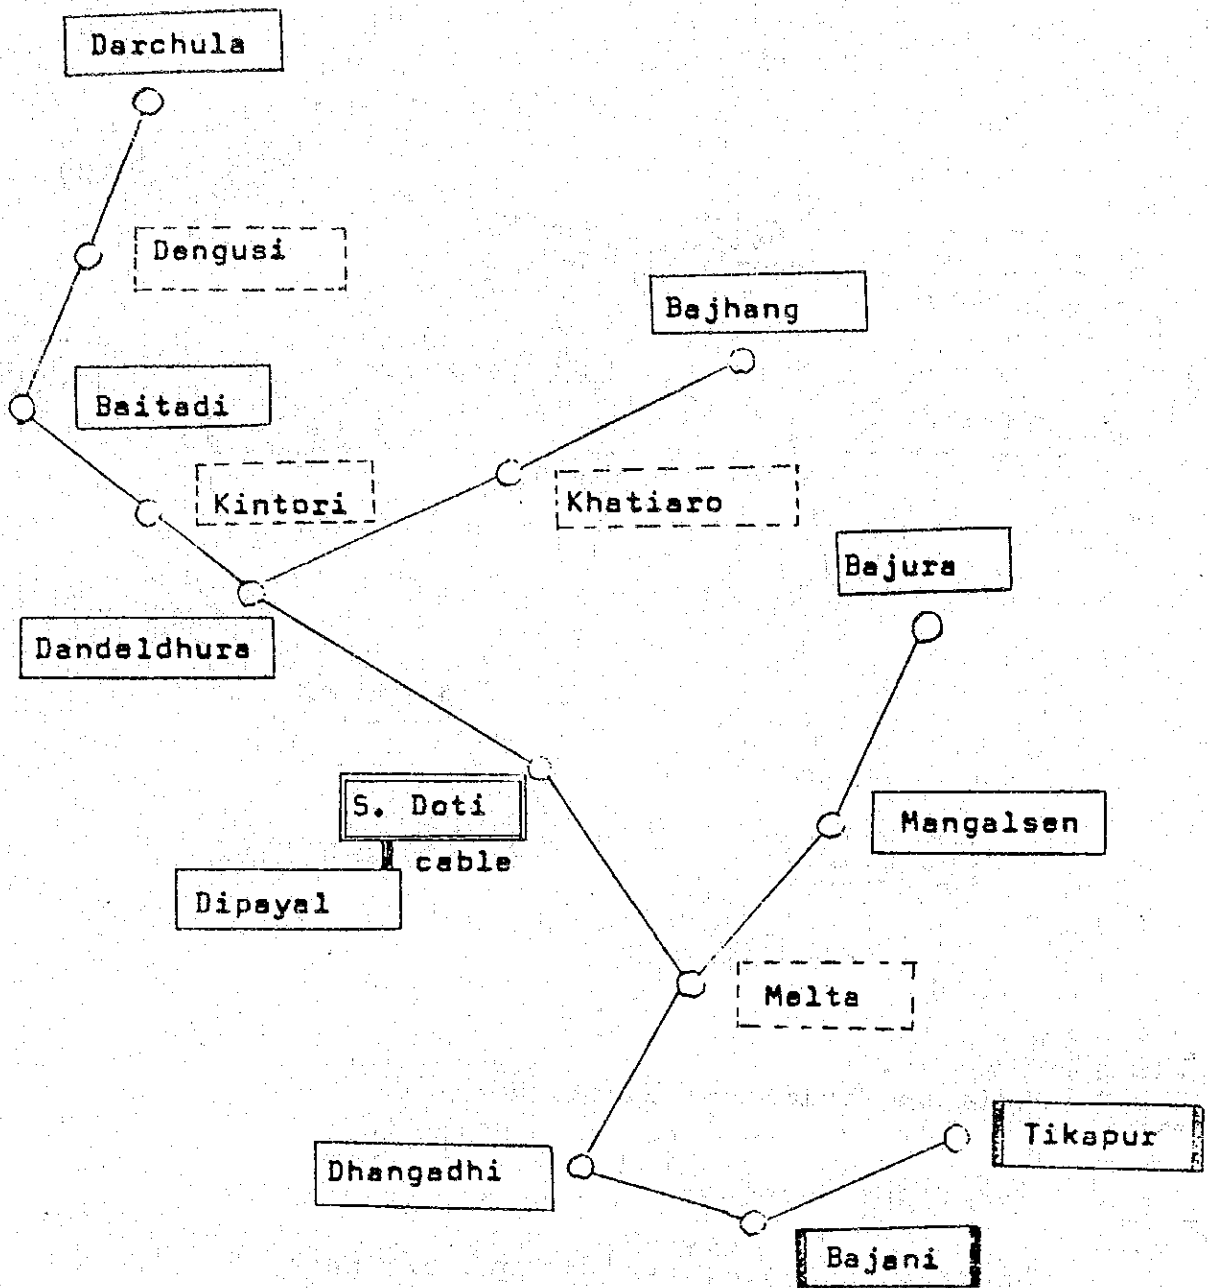 Darchula
Dengusi
Bajhang
Baitadi
Kintori
Khatiaro
Bajura
Dandeldhura
S. Doti
Mangalsen
cable
Dipayal
Melta
Tikapur
Dhangadhi
Bajani